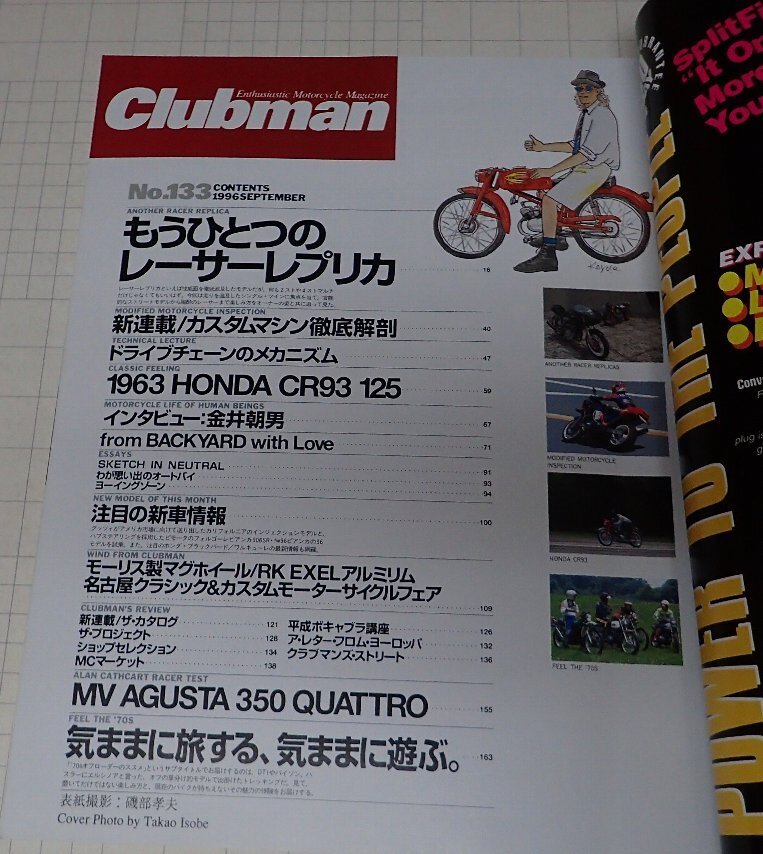 Enthusiastic Motorcycle Magazine
Clubman
No.133 CONTENTS
1996 SEPTEMBER
ANOTHER RACER REPLICA
もうひとつの
レーサーレプリカ 16
MODIFIED MOTORCYCLE INSPECTION
新連載/カスタムマシン徹底解剖 40
TECHNICAL LECTURE
ドライブチェーンのメカニズム 47
CLASSIC FEELING
1963 HONDA CR93 125 59
MOTORCYCLE LIFE OF HUMAN BEINGS
インタビュー:金井朝男 67
from BACKYARD with Love 71
ESSAYS
SKETCH IN NEUTRAL 91
わが思い出のオートバイ 93
ヨーイングゾーン 94
NEW MODEL OF THIS MONTH
注目の新車情報 100
WIND FROM CLUBMAN
モーリス製マグホイール/RK EXELアルミリム
名古屋クラシック&カスタムモーターサイクルフェア 109
CLUBMAN'S REVIEW
新連載/ザ・カタログ 121
ザ・プロジェクト 128
ショップセレクション 134
MCマーケット 138
平成ボキャブラ講座 126
ア・レター・フロム・ヨーロッパ 132
クラブマンズ・ストリート 136
ALAN CATHCART RACER TEST
MV AGUSTA 350 QUATTRO 155
FEEL THE '70S
気ままに旅する、気ままに遊ぶ。 163
表紙撮影:磯部孝夫
Cover Photo by Takao Isobe
ANOTHER RACER REPLICAS
MODIFIED MOTORCYCLE
INSPECTION
HONDA CR93
FEEL THE '70S
SplitFi
"It On
More
You
POWER TO THE PEOPLE
EXP
Conv
plug is